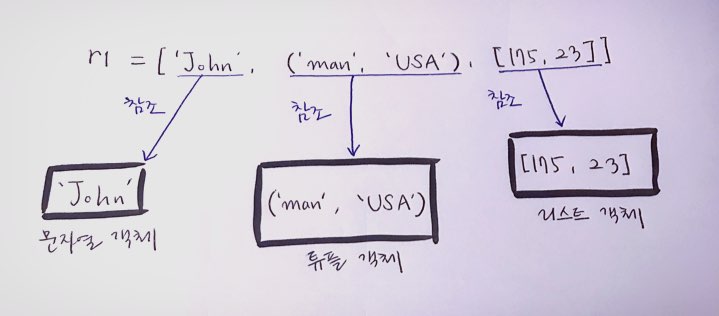 r1 = ['John', ('man', 'USA'), [175, 23]]
참조 참조 참조
'John' ('man', 'USA') [175, 23]
문자열 객체 튜플 객체 리스트 객체